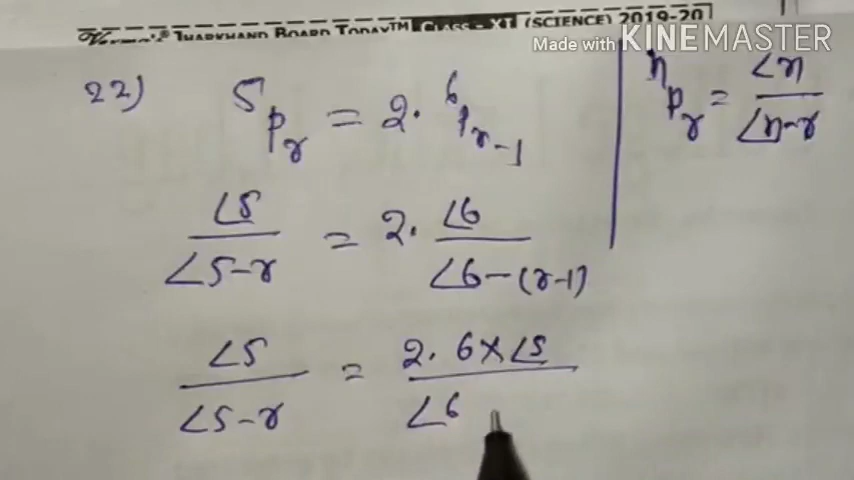 Verma's® JHARKHAND BOARD TODAY™ CLASS - XI (SCIENCE) 2019-20
Made with KINEMASTER
22) ⁵Pᵣ = 2. ⁶Pᵣ₋₁
∠5 / ∠5-r = 2. ∠6 / ∠6-(r-1)
∠5 / ∠5-r = 2. 6×∠5 / ∠6
ⁿPᵣ = ∠n / ∠n-r